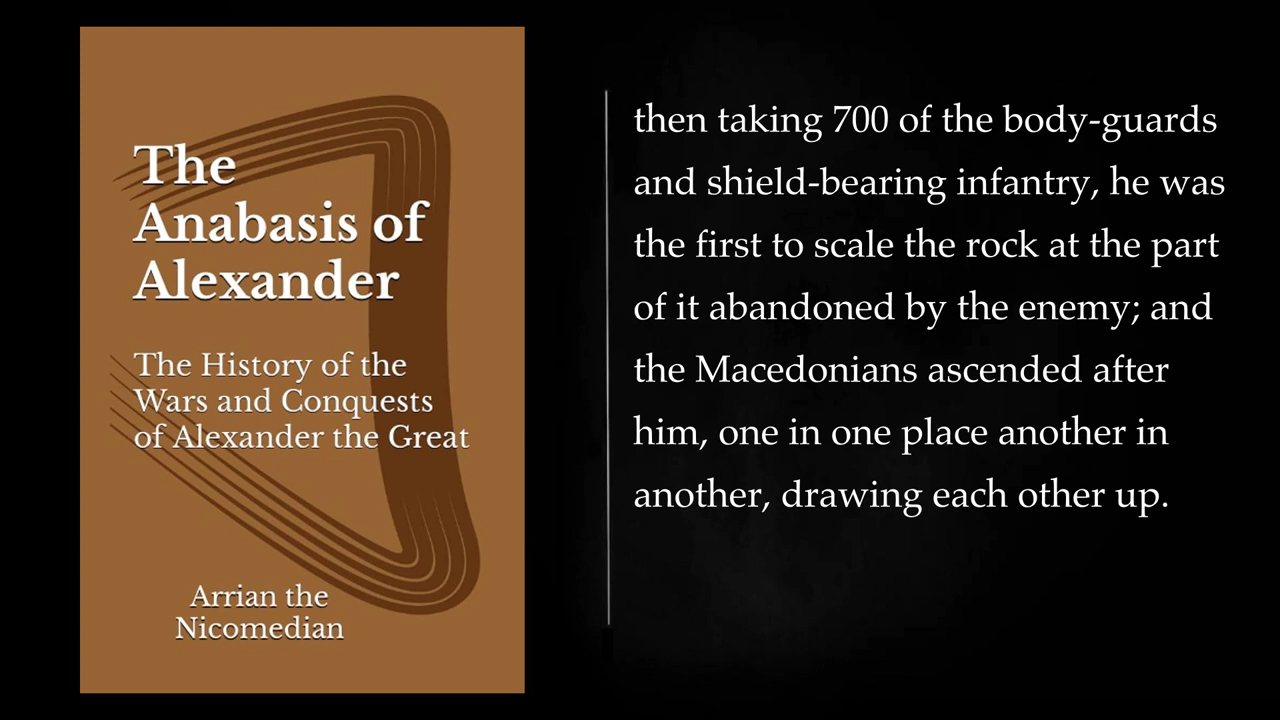 The
Anabasis of
Alexander
The History of the
Wars and Conquests
of Alexander the Great
Arrian the
Nicomedian
then taking 700 of the body-guards
and shield-bearing infantry, he was
the first to scale the rock at the part
of it abandoned by the enemy; and
the Macedonians ascended after
him, one in one place another in
another, drawing each other up.